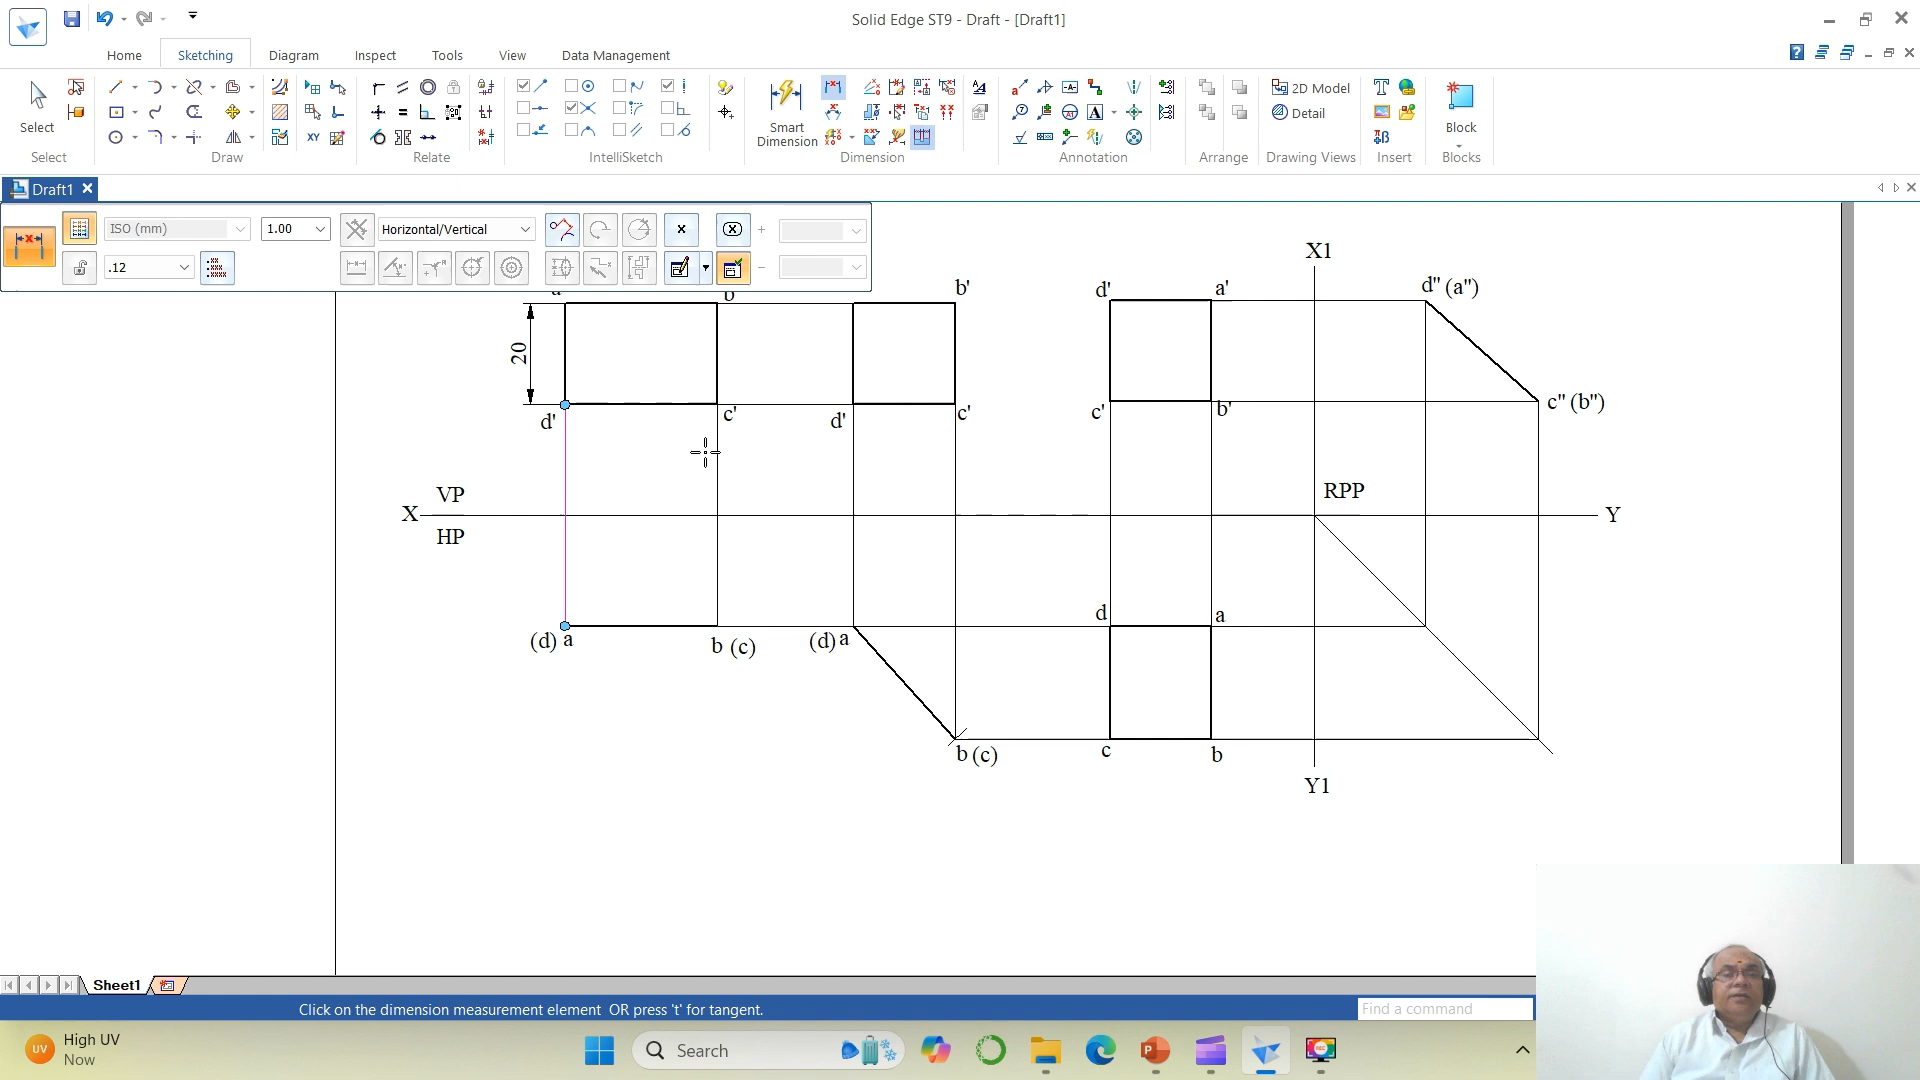 Solid Edge ST9 - Draft - [Draft1]
Home Sketching Diagram Inspect Tools View Data Management
Select
Smart Dimension
2D Model
Detail
Block
Select Draw Relate IntelliSketch Dimension Annotation Arrange Drawing Views Insert Blocks
Draft1
ISO (mm) 1.00 Horizontal/Vertical
.12
X1
b' b' d' a' d'' (a'')
20
d' c' d' c' c' b' c'' (b'')
VP RPP
X Y
HP
(d) a b (c) (d) a d a
b (c) c b
Y1
Sheet1
Click on the dimension measurement element OR press 't' for tangent.
Find a command
UV High UV
Now
Search